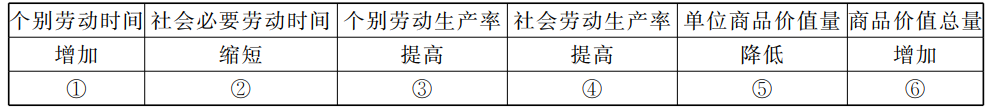 个别劳动时间 社会必要劳动时间 个别劳动生产率 社会劳动生产率 单位商品价值量 商品价值总量
增加 缩短 提高 提高 降低 增加
① ② ③ ④ ⑤ ⑥